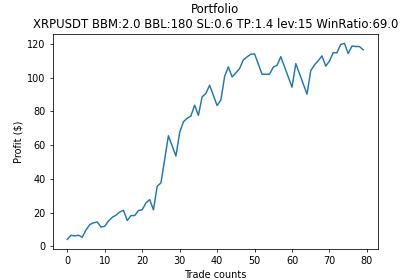 Portfolio
XRPUSDT BBM:2.0 BBL:180 SL:0.6 TP:1.4 lev:15 WinRatio:69.0
120
100
80
60
40
20
0
Profit ($)
0 10 20 30 40 50 60 70 80
Trade counts